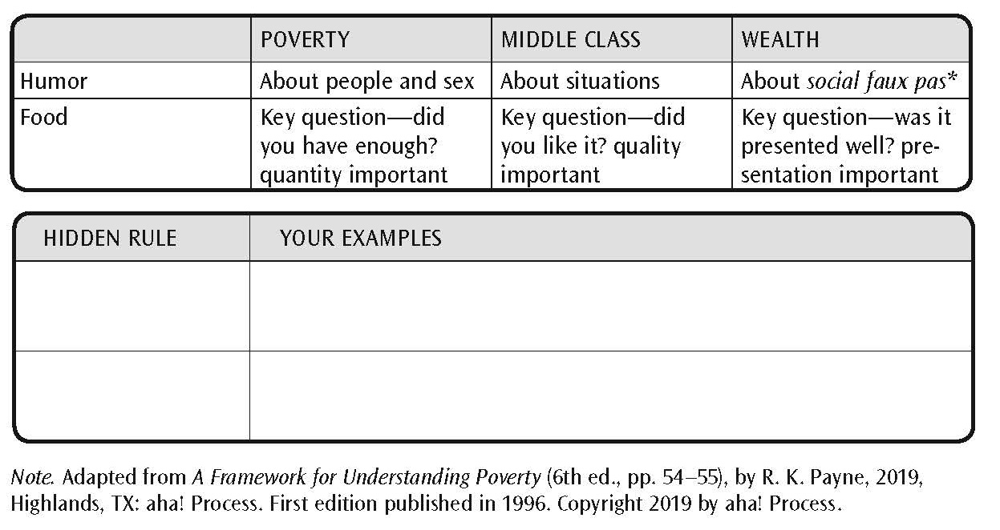 POVERTY MIDDLE CLASS WEALTH
Humor About people and sex About situations About social faux pas*
Food Key question—did Key question—did Key question—was it
you have enough? you like it? quality presented well? pre-
quantity important important sentation important
HIDDEN RULE YOUR EXAMPLES
Note. Adapted from A Framework for Understanding Poverty (6th ed., pp. 54–55), by R. K. Payne, 2019,
Highlands, TX: aha! Process. First edition published in 1996. Copyright 2019 by aha! Process.